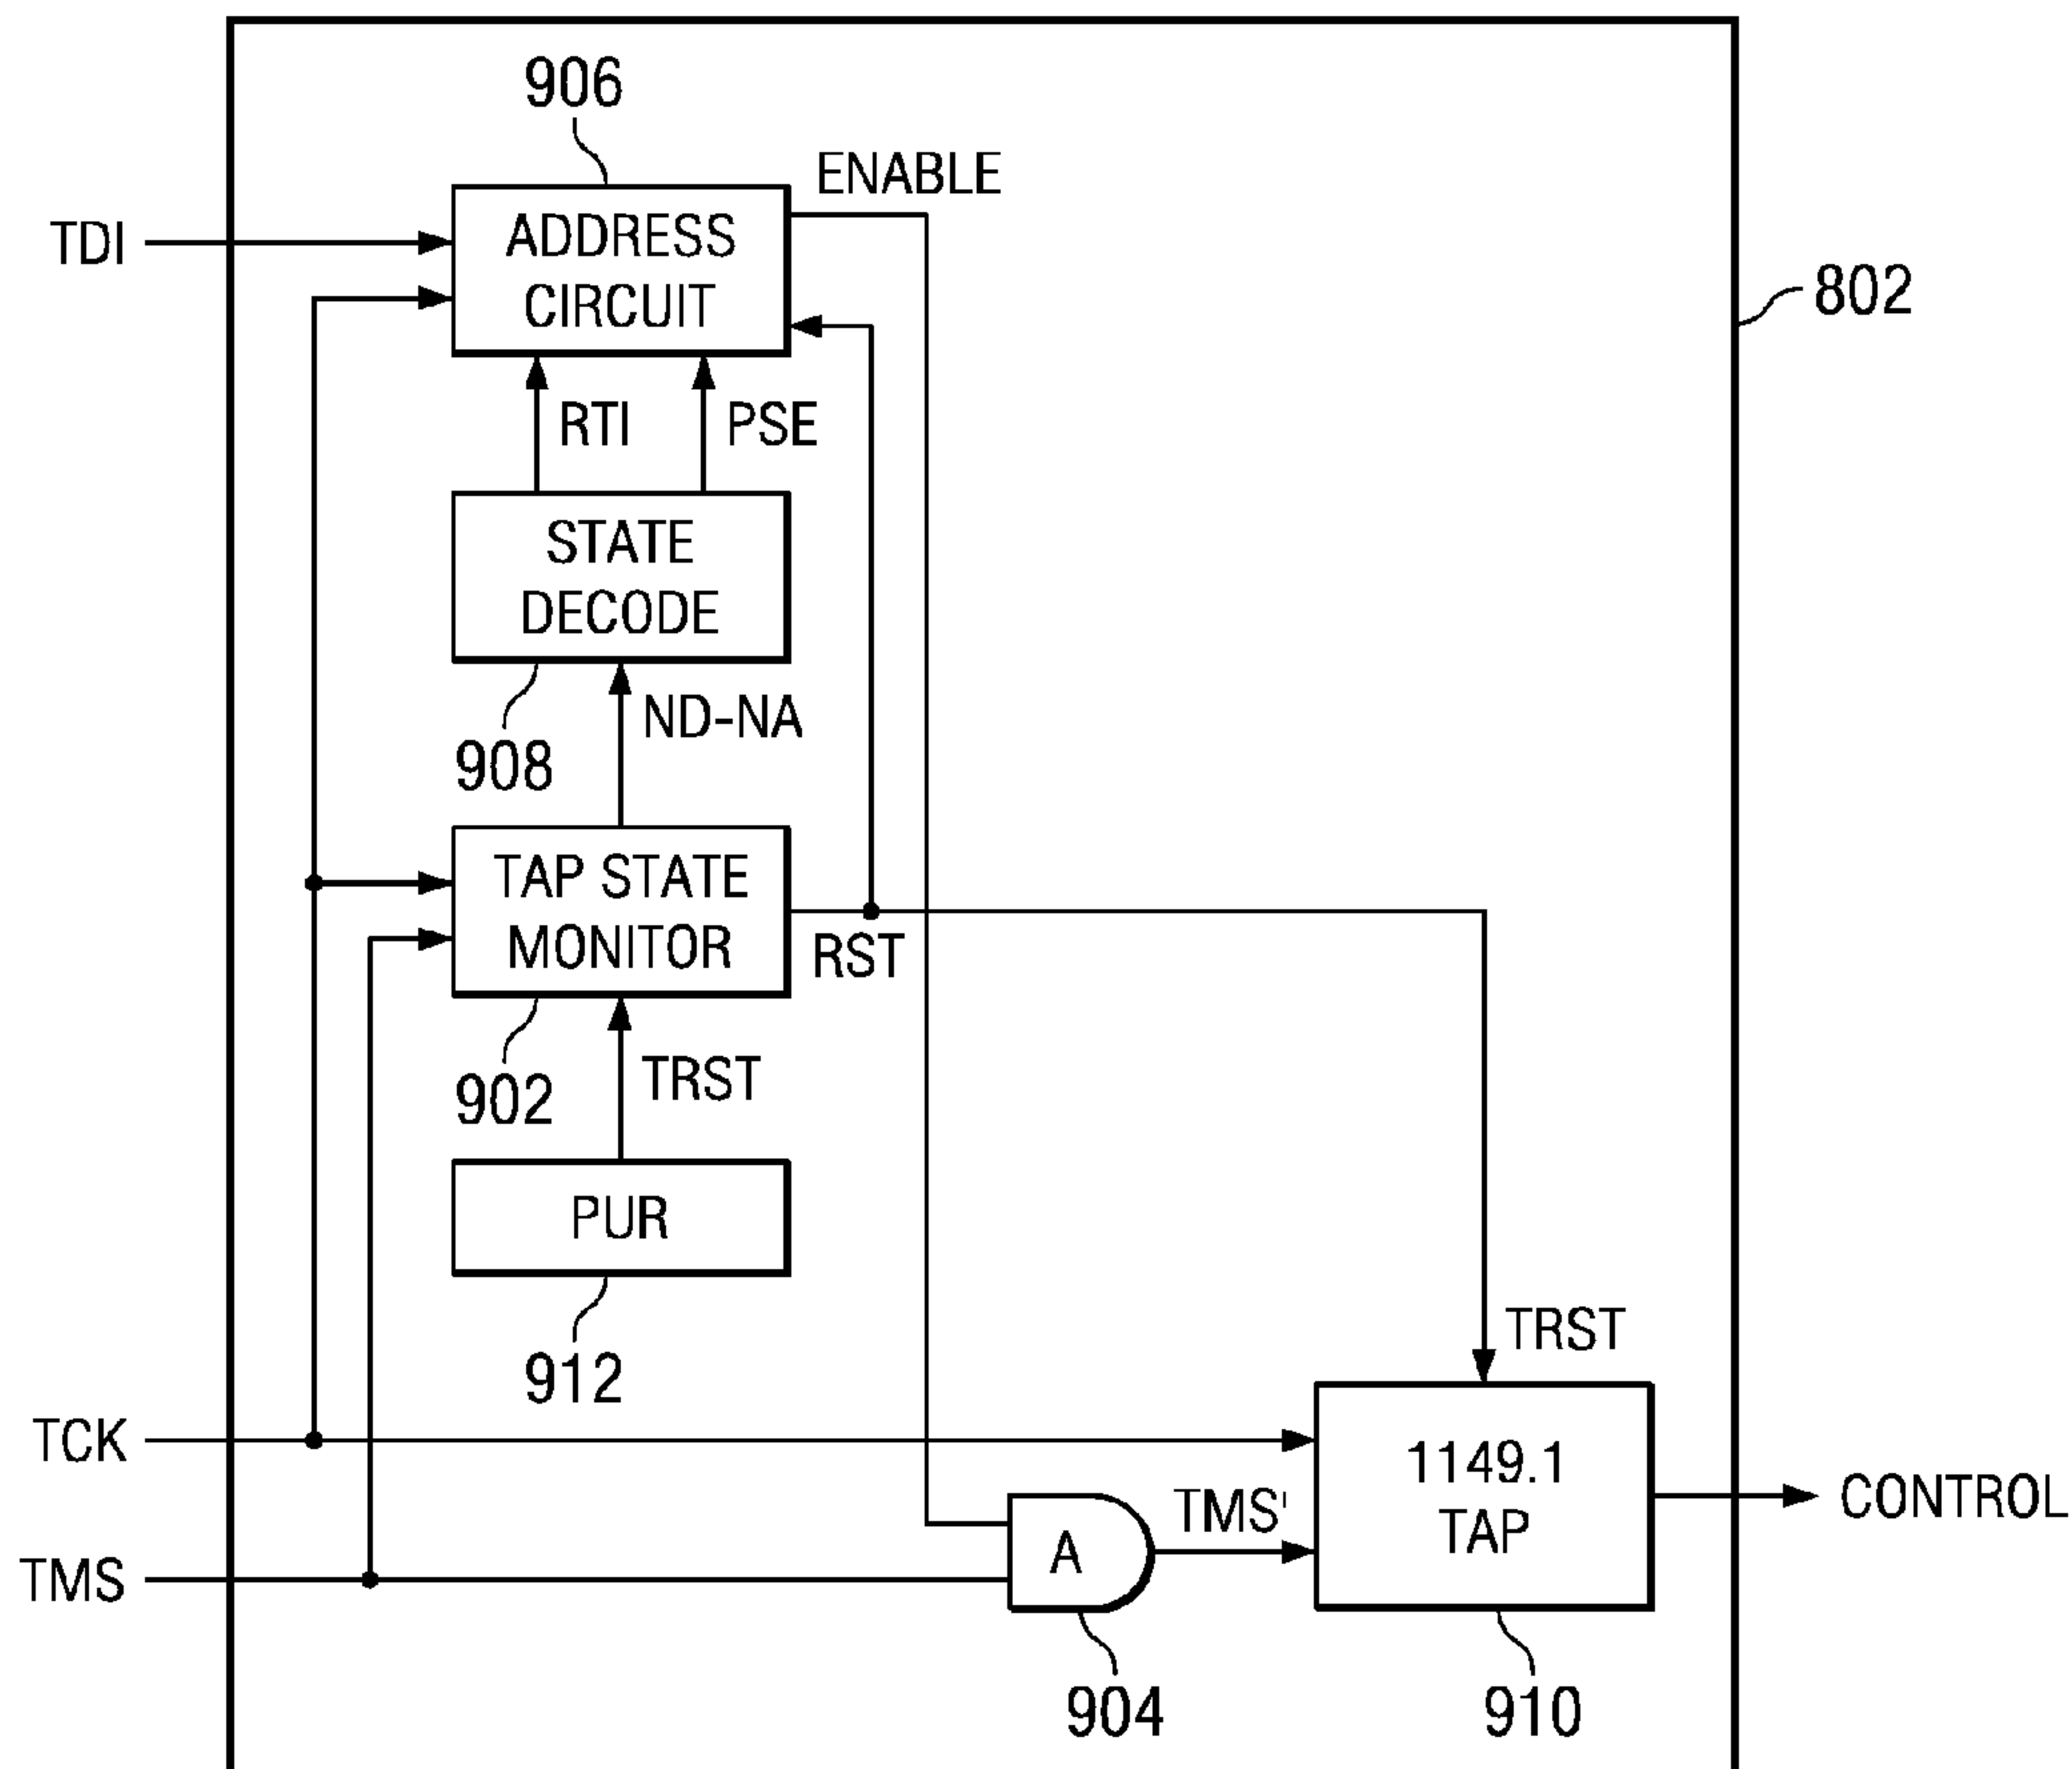 906
ENABLE
TDI
ADDRESS
CIRCUIT
802
RTI
PSE
STATE
DECODE
ND-NA
908
TAP STATE
MONITOR
RST
902
TRST
PUR
912
TRST
TCK
1149.1
TAP
TMS'
CONTROL
A
TMS
904
910